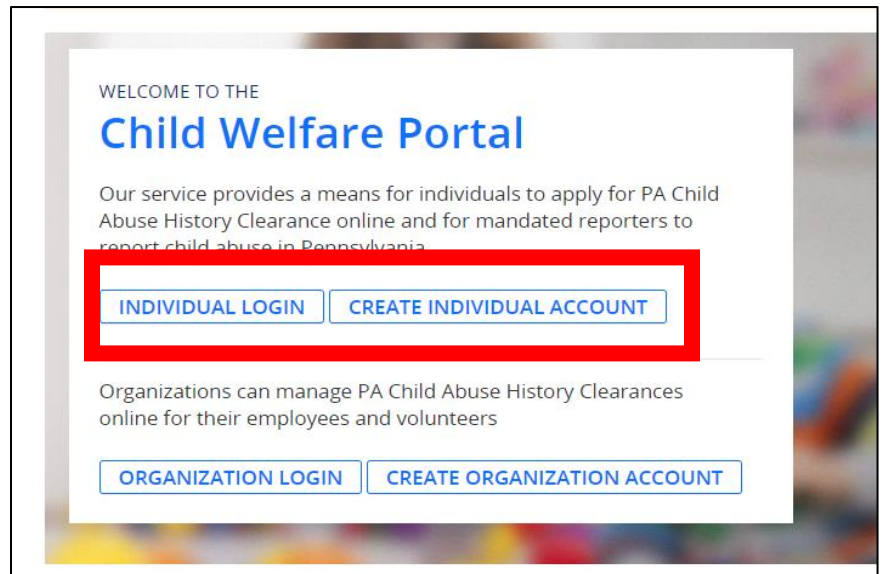 WELCOME TO THE
Child Welfare Portal
Our service provides a means for individuals to apply for PA Child
Abuse History Clearance online and for mandated reporters to
report child abuse in Pennsylvania
INDIVIDUAL LOGIN CREATE INDIVIDUAL ACCOUNT
Organizations can manage PA Child Abuse History Clearances
online for their employees and volunteers
ORGANIZATION LOGIN CREATE ORGANIZATION ACCOUNT